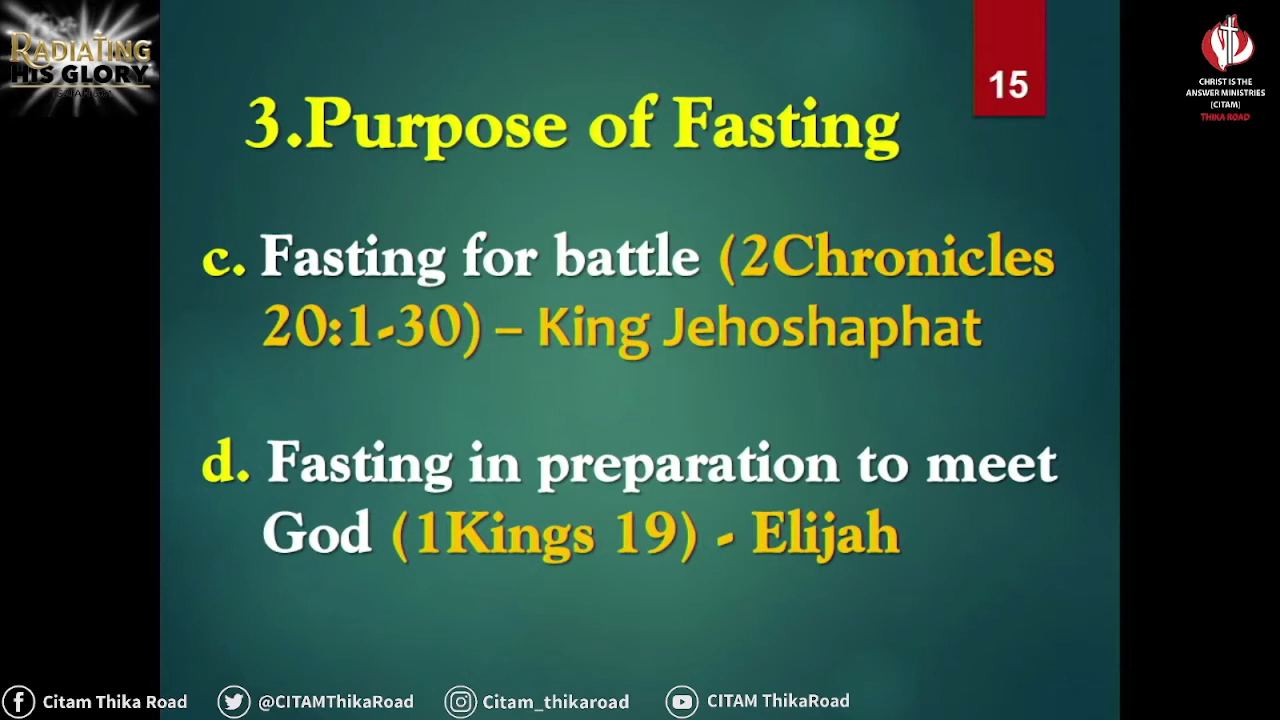 RADIATING
HIS GLORY
15
CHRIST IS THE
ANSWER MINISTRIES
(CITAM)
THIKA ROAD
3.Purpose of Fasting
c. Fasting for battle (2Chronicles
20:1-30) – King Jehoshaphat
d. Fasting in preparation to meet
God (1Kings 19) - Elijah
Citam Thika Road
@CITAMThikaRoad
Citam_thikaroad
CITAM ThikaRoad